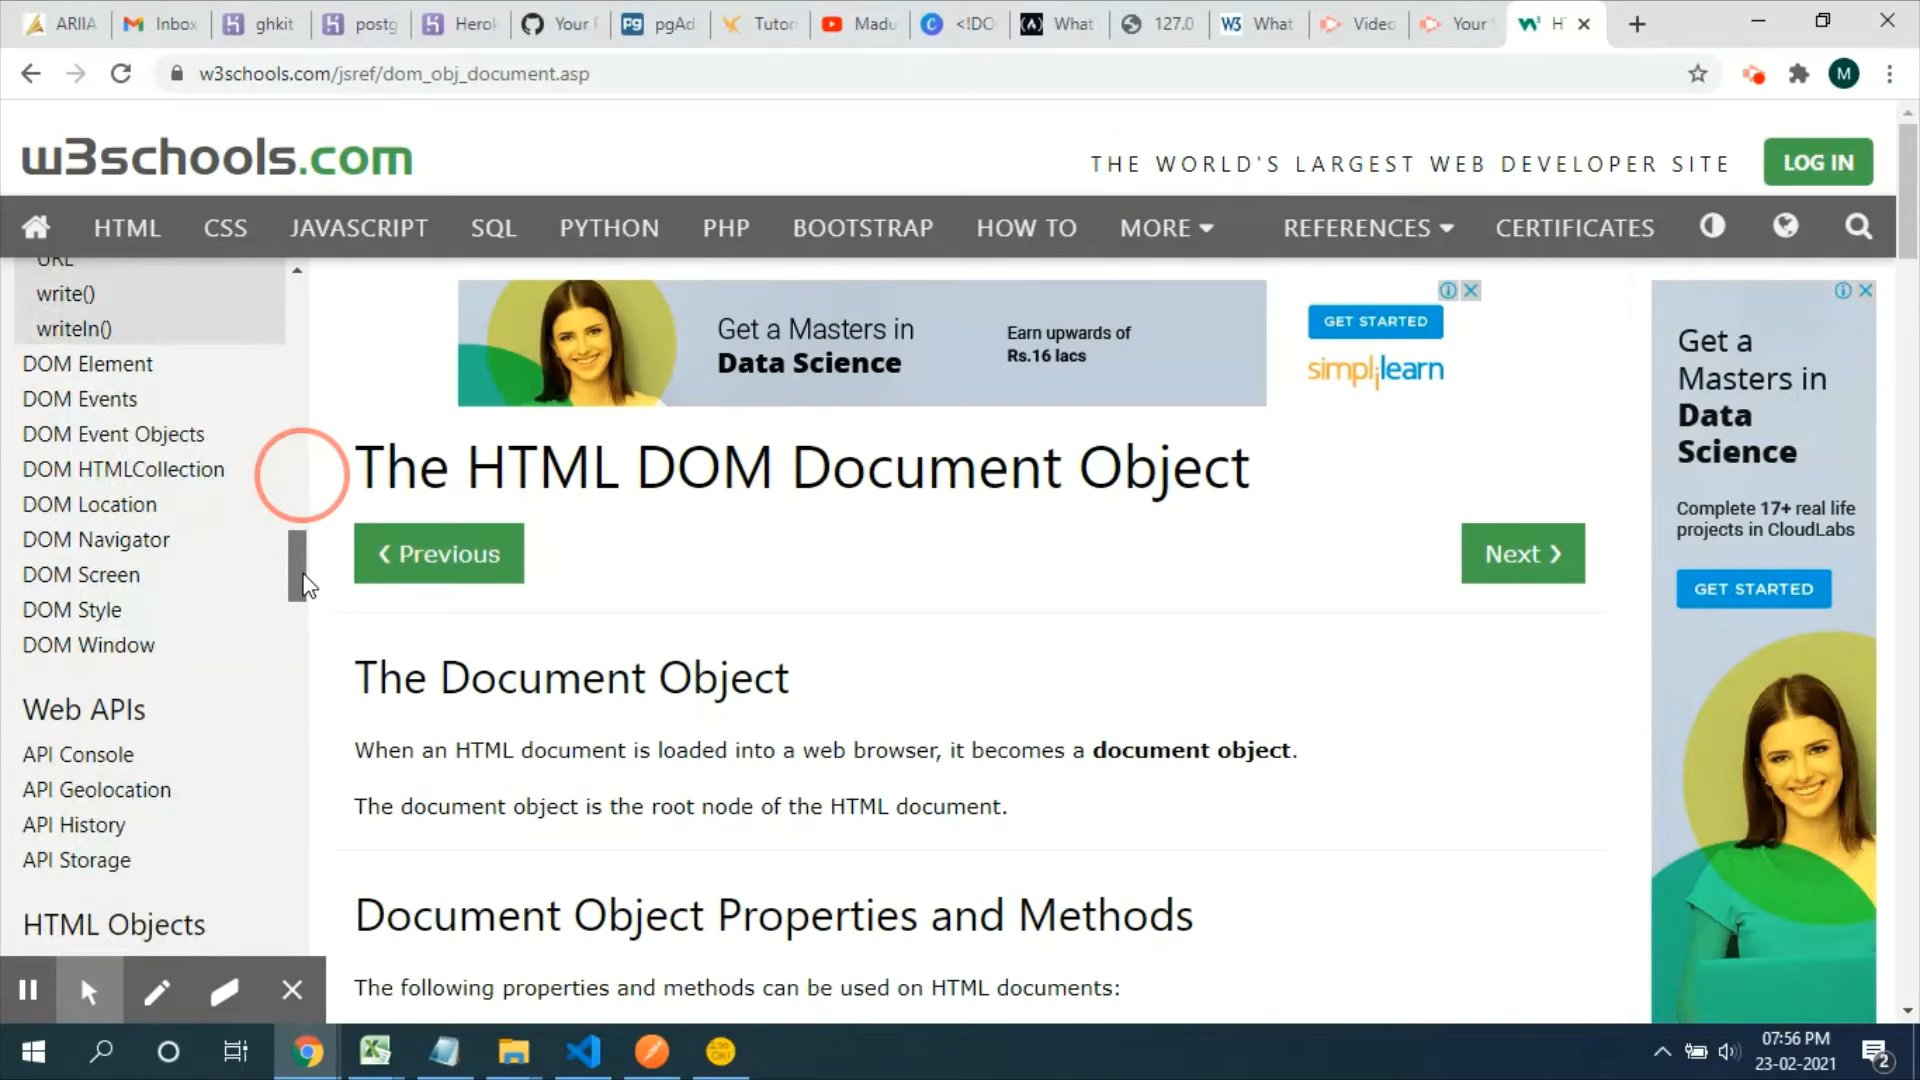 ARIIA
Inbox
ghkit
postg
Herok
Your F
pgAd
Tutor
Madu
<!DO
What'
127.0
What
Video
Your
w3schools.com/jsref/dom_obj_document.asp
M
w3schools.com
THE WORLD'S LARGEST WEB DEVELOPER SITE
LOG IN
HTML CSS JAVASCRIPT SQL PYTHON PHP BOOTSTRAP HOW TO MORE REFERENCES CERTIFICATES
URL
write()
writeln()
DOM Element
DOM Events
DOM Event Objects
DOM HTMLCollection
DOM Location
DOM Navigator
DOM Screen
DOM Style
DOM Window
Web APIs
API Console
API Geolocation
API History
API Storage
HTML Objects
Get a Masters in
Data Science
Earn upwards of
Rs.16 lacs
GET STARTED
simplilearn
The HTML DOM Document Object
❮ Previous
Next ❯
The Document Object
When an HTML document is loaded into a web browser, it becomes a document object.
The document object is the root node of the HTML document.
Document Object Properties and Methods
The following properties and methods can be used on HTML documents:
Get a
Masters in
Data
Science
Complete 17+ real life
projects in CloudLabs
GET STARTED
07:56 PM
23-02-2021
2